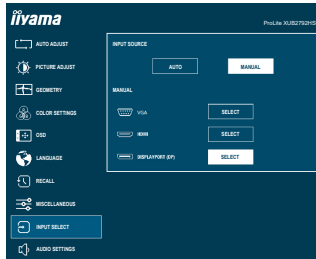 iiyama
ProLite XUB2792HS
AUTO ADJUST
PICTURE ADJUST
GEOMETRY
COLOR SETTINGS
OSD
LANGUAGE
RECALL
MISCELLANEOUS
INPUT SELECT
AUDIO SETTINGS
INPUT SOURCE
AUTO MANUAL
MANUAL
VGA SELECT
HDMI SELECT
DISPLAYPORT (DP) SELECT